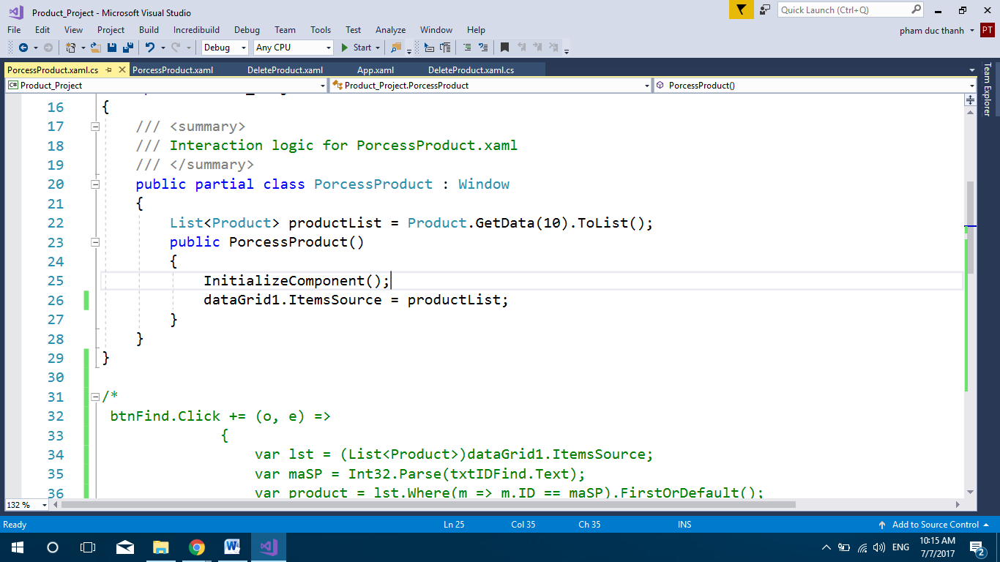 Product_Project - Microsoft Visual Studio
Quick Launch (Ctrl+Q)
File Edit View Project Build Incredibuild Debug Team Tools Test Analyze Window Help
pham duc thanh PT
Debug Any CPU Start
PorcessProduct.xaml.cs PorcessProduct.xaml DeleteProduct.xaml App.xaml DeleteProduct.xaml.cs
Team Explorer
C# Product_Project Product_Project.PorcessProduct PorcessProduct()
16 {
17 /// <summary>
18 /// Interaction logic for PorcessProduct.xaml
19 /// </summary>
20 public partial class PorcessProduct : Window
21 {
22 List<Product> productList = Product.GetData(10).ToList();
23 public PorcessProduct()
24 {
25 InitializeComponent();
26 dataGrid1.ItemsSource = productList;
27 }
28 }
29 }
30
31 /*
32 btnFind.Click += (o, e) =>
33 {
34 var lst = (List<Product>)dataGrid1.ItemsSource;
35 var maSP = Int32.Parse(txtIDFind.Text);
36 var product = lst.Where(m => m.ID == maSP).FirstOrDefault();
132 %
Ready Ln 25 Col 35 Ch 35 INS Add to Source Control
ENG 10:15 AM 2
7/7/2017